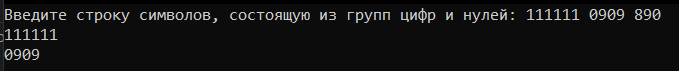 Введите строку символов, состоящую из групп цифр и нулей: 111111 0909 890
111111
0909